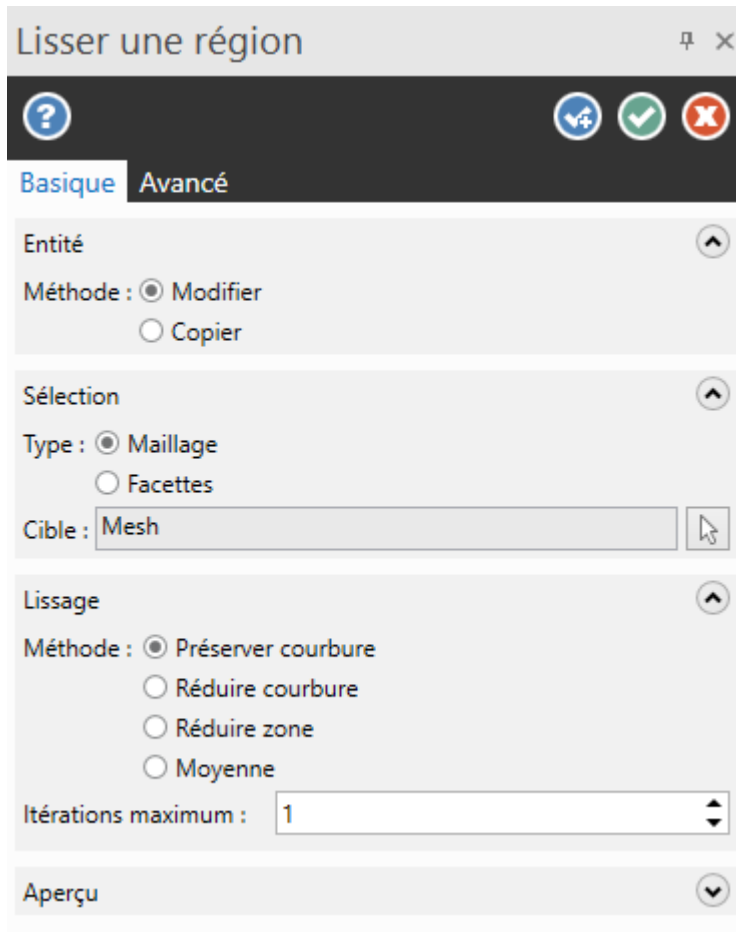 Lisser une région
Basique Avancé
Entité
Méthode : Modifier
Copier
Sélection
Type : Maillage
Facettes
Cible : Mesh
Lissage
Méthode : Préserver courbure
Réduire courbure
Réduire zone
Moyenne
Itérations maximum : 1
Aperçu